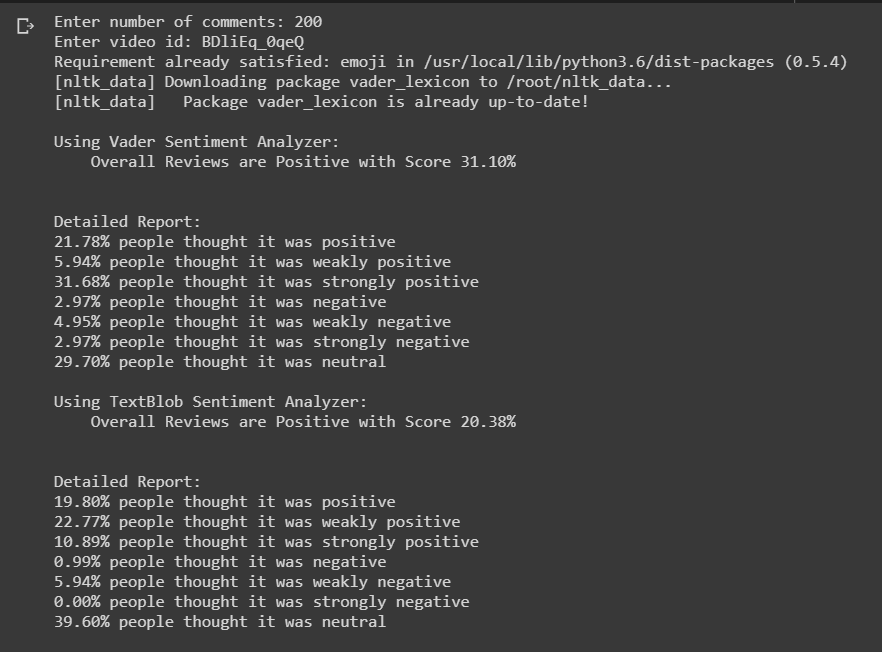 Enter number of comments: 200
Enter video id: BDliEq_0qeQ
Requirement already satisfied: emoji in /usr/local/lib/python3.6/dist-packages (0.5.4)
[nltk_data] Downloading package vader_lexicon to /root/nltk_data...
[nltk_data]   Package vader_lexicon is already up-to-date!

Using Vader Sentiment Analyzer:
    Overall Reviews are Positive with Score 31.10%

Detailed Report:
21.78% people thought it was positive
5.94% people thought it was weakly positive
31.68% people thought it was strongly positive
2.97% people thought it was negative
4.95% people thought it was weakly negative
2.97% people thought it was strongly negative
29.70% people thought it was neutral

Using TextBlob Sentiment Analyzer:
    Overall Reviews are Positive with Score 20.38%

Detailed Report:
19.80% people thought it was positive
22.77% people thought it was weakly positive
10.89% people thought it was strongly positive
0.99% people thought it was negative
5.94% people thought it was weakly negative
0.00% people thought it was strongly negative
39.60% people thought it was neutral